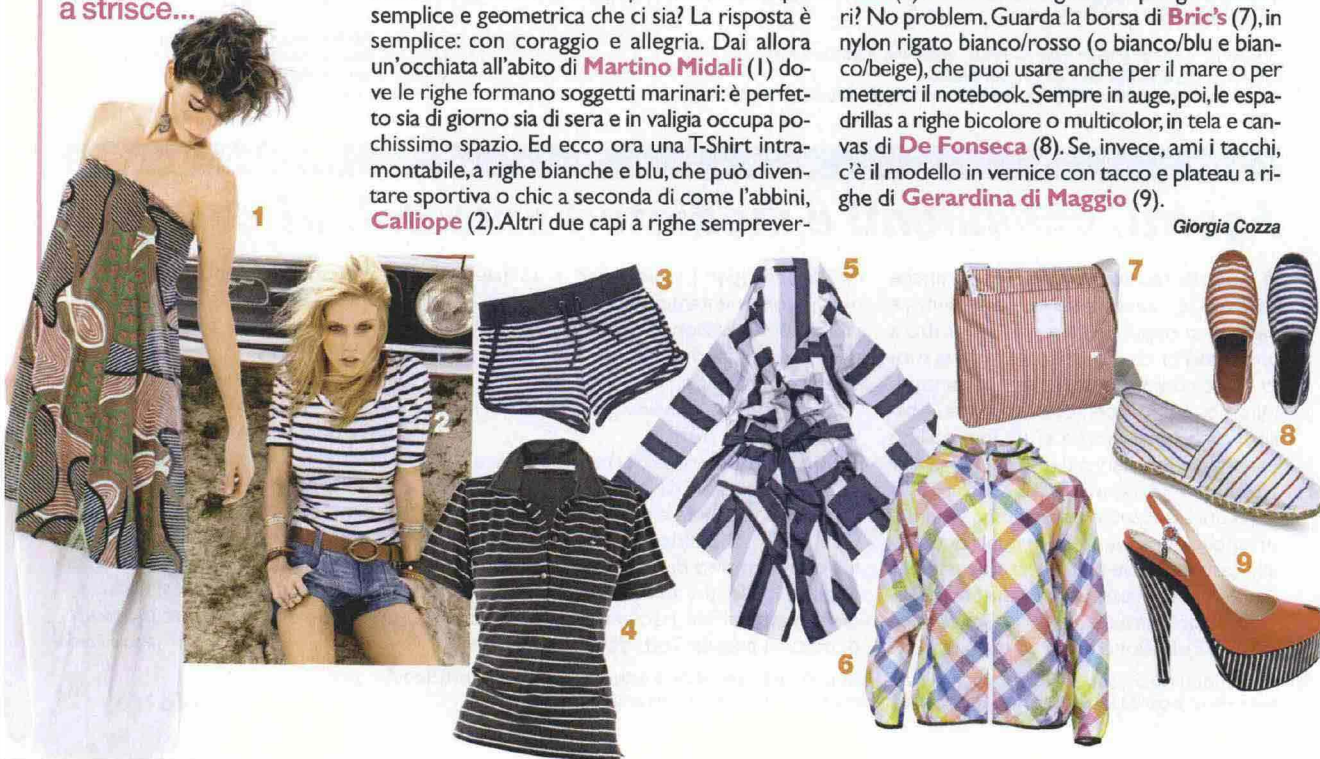 a strisce...
semplice e geometrica che ci sia? La risposta è
semplice: con coraggio e allegria. Dai allora
un'occhiata all'abito di Martino Midali (1) do-
ve le righe formano soggetti marinari: è perfet-
to sia di giorno sia di sera e in valigia occupa po-
chissimo spazio. Ed ecco ora una T-Shirt intra-
montabile, a righe bianche e blu, che può diven-
tare sportiva o chic a seconda di come l'abbini,
Calliope (2). Altri due capi a righe semprever-
ri? No problem. Guarda la borsa di Bric's (7), in
nylon rigato bianco/rosso (o bianco/blu e bian-
co/beige), che puoi usare anche per il mare o per
metterci il notebook. Sempre in auge, poi, le espa-
drillas a righe bicolore o multicolor, in tela e can-
vas di De Fonseca (8). Se, invece, ami i tacchi,
c'è il modello in vernice con tacco e plateau a ri-
ghe di Gerardina di Maggio (9).
Giorgia Cozza
1
2
3
4
5
6
7
8
9